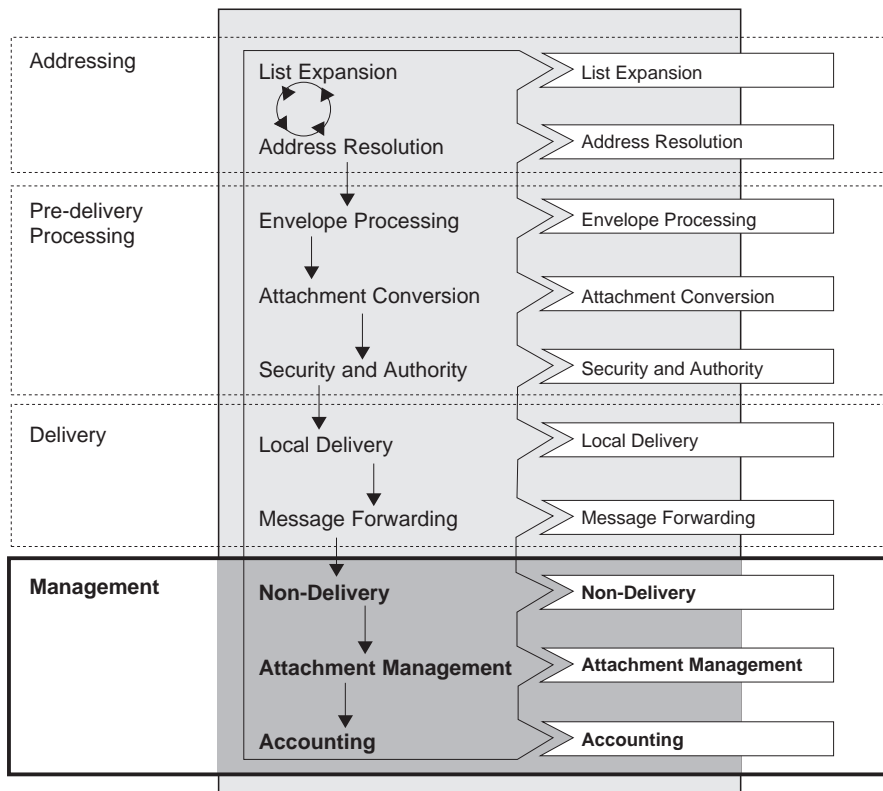 Addressing
List Expansion
List Expansion
Address Resolution
Address Resolution
Pre-delivery
Processing
Envelope Processing
Envelope Processing
Attachment Conversion
Attachment Conversion
Security and Authority
Security and Authority
Delivery
Local Delivery
Local Delivery
Message Forwarding
Message Forwarding
Management
Non-Delivery
Non-Delivery
Attachment Management
Attachment Management
Accounting
Accounting